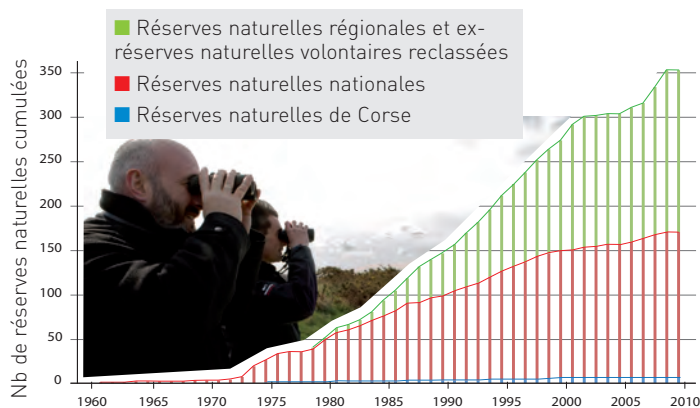 Réserves naturelles régionales et ex-
réserves naturelles volontaires reclassées
Réserves naturelles nationales
Réserves naturelles de Corse
Nb de réserves naturelles cumulées
350
300
250
200
150
100
50
0
1960 1965 1970 1975 1980 1985 1990 1995 2000 2005 2010